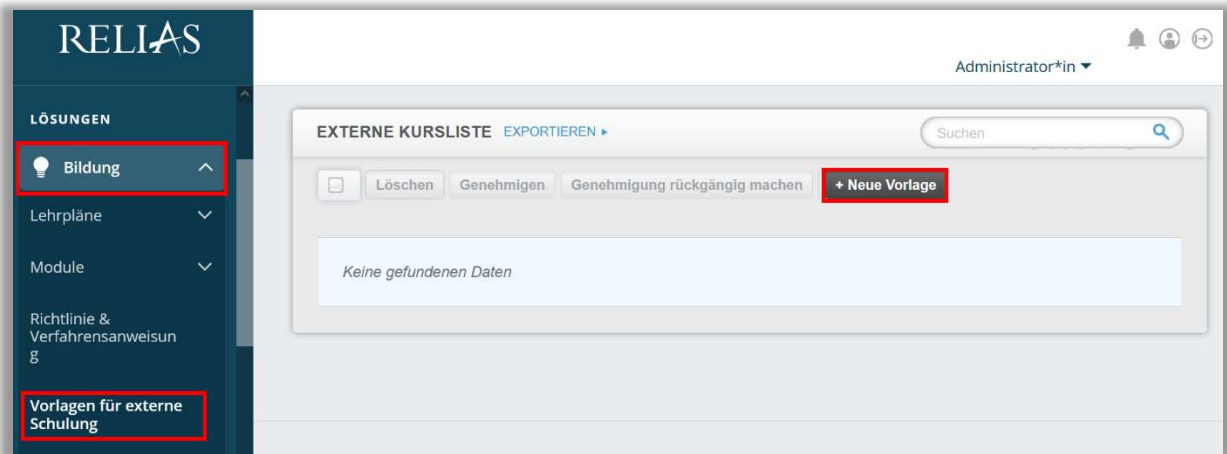 RELIAS
Administrator*in
LÖSUNGEN
Bildung
Lehrpläne
Module
Richtlinie &
Verfahrensanweisun
g
Vorlagen für externe
Schulung
EXTERNE KURSLISTE EXPORTIEREN
Suchen
Löschen Genehmigen Genehmigung rückgängig machen + Neue Vorlage
Keine gefundenen Daten